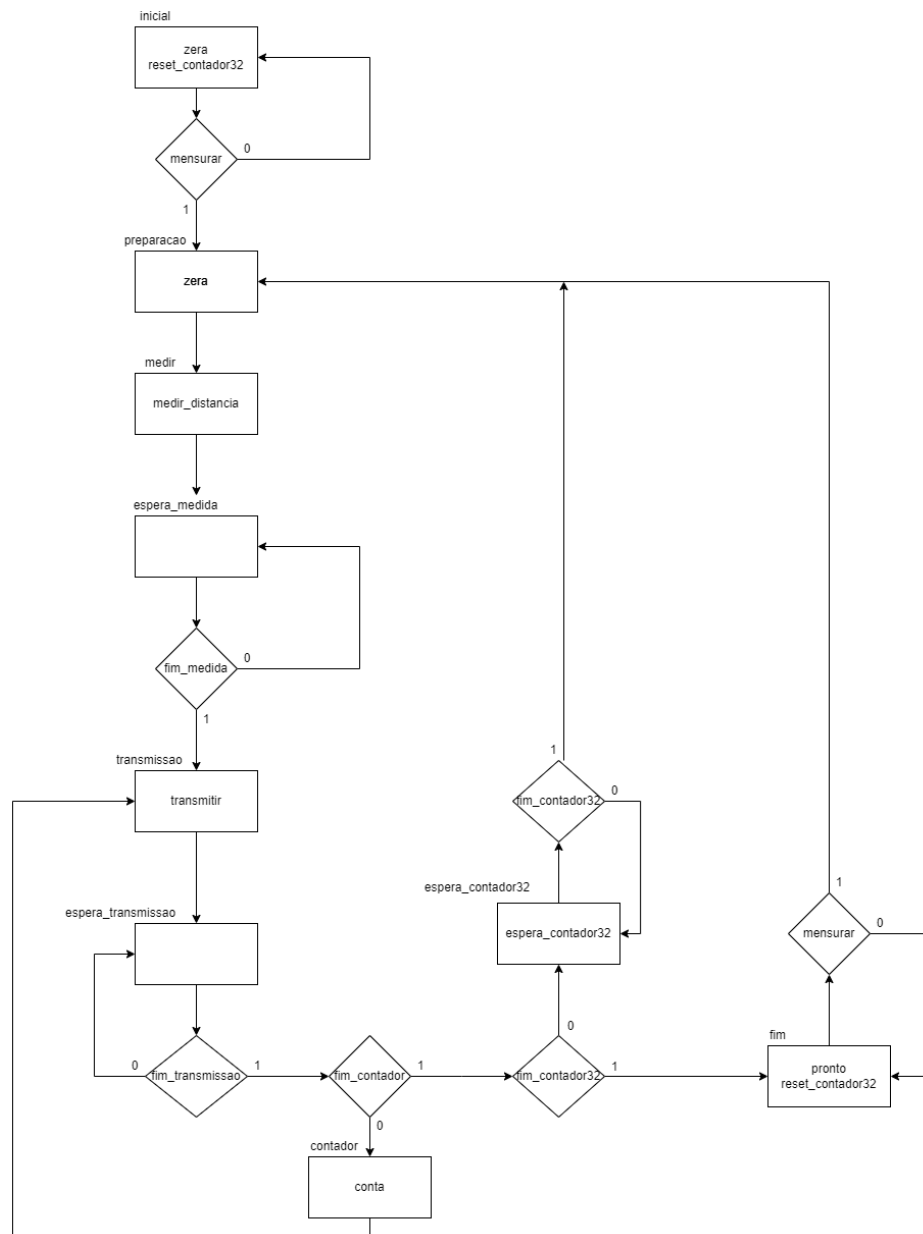 inicial
zera
reset_contador32
mensurar
0
1
preparacao
zera
medir
medir_distancia
espera_medida
fim_medida
0
1
transmissao
transmitir
espera_transmissao
fim_transmissao
0
1
fim_contador
1
0
contador
conta
fim_contador32
0
1
espera_contador32
espera_contador32
fim_contador32
1
0
fim
pronto
reset_contador32
mensurar
1
0